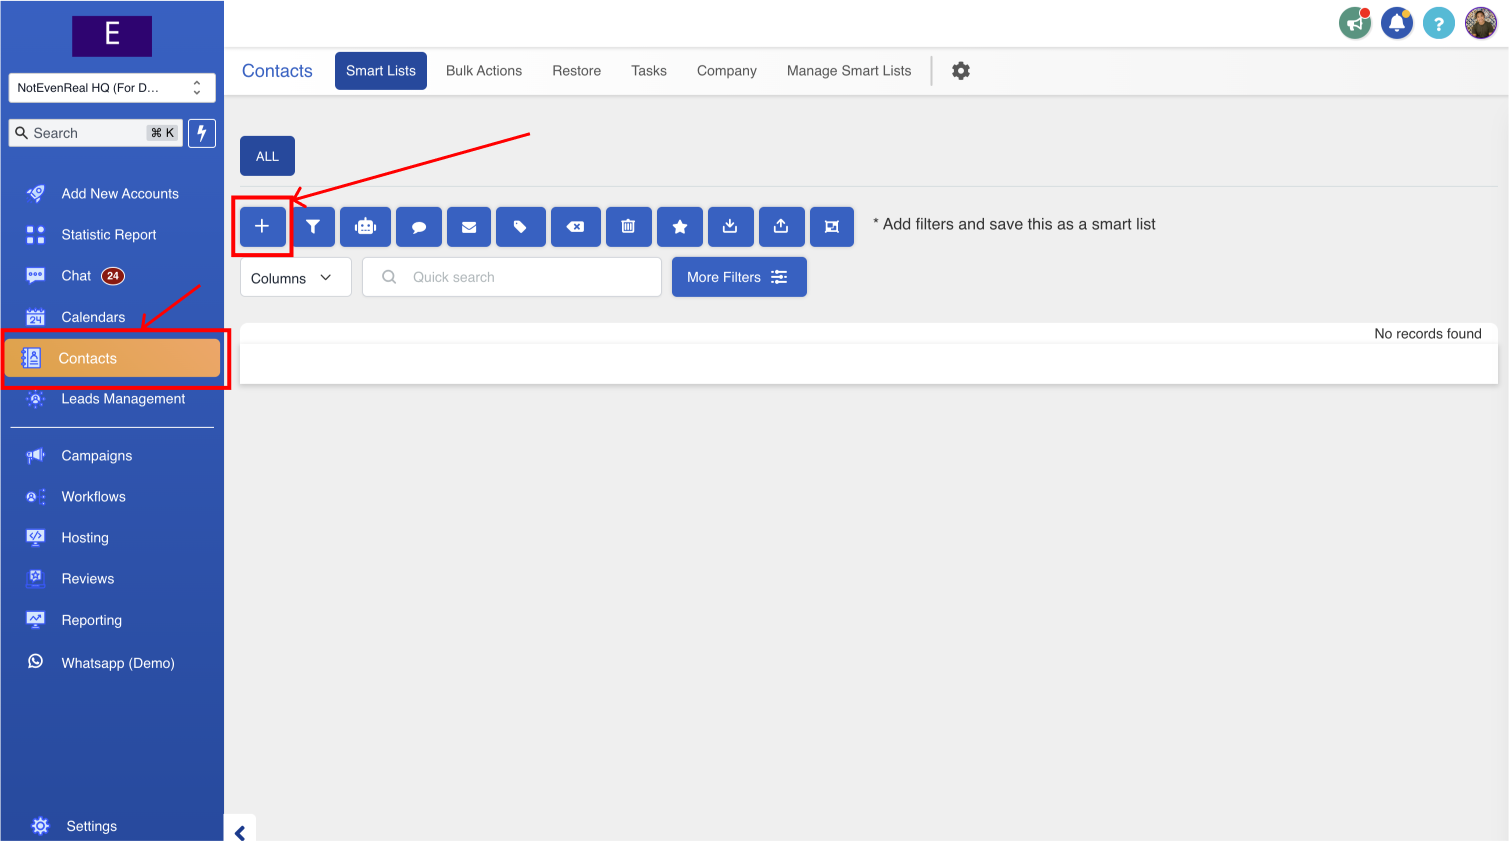 E
NotEvenReal HQ (For D...
Search ⌘ K
Add New Accounts
Statistic Report
Chat 24
Calendars
Contacts
Leads Management
Campaigns
Workflows
Hosting
Reviews
Reporting
Whatsapp (Demo)
Settings
?
Contacts Smart Lists Bulk Actions Restore Tasks Company Manage Smart Lists
ALL
* Add filters and save this as a smart list
Columns Quick search More Filters
No records found